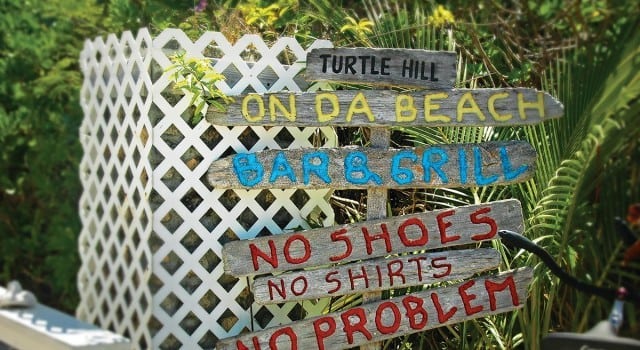 TURTLE HILL
ON DA BEACH
BAR & GRILL
NO SHOES
NO SHIRTS
NO PROBLEM